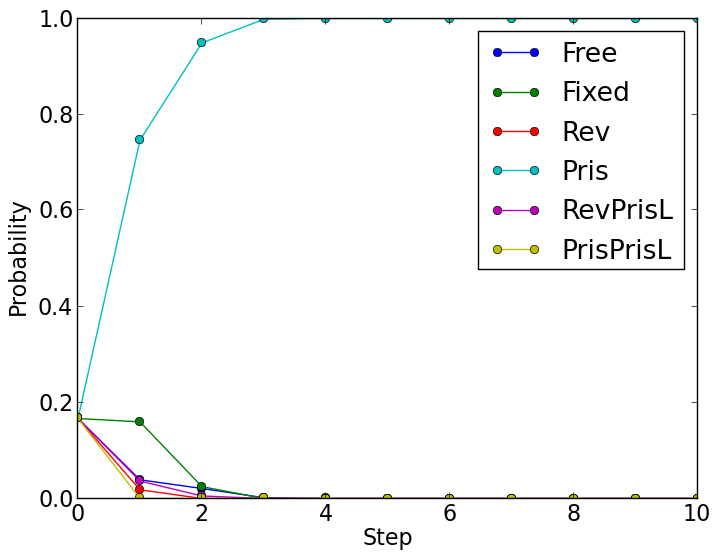 1.0
0.8
0.6
0.4
0.2
0.0
Probability
0 2 4 6 8 10
Step
Free
Fixed
Rev
Pris
RevPrisL
PrisPrisL